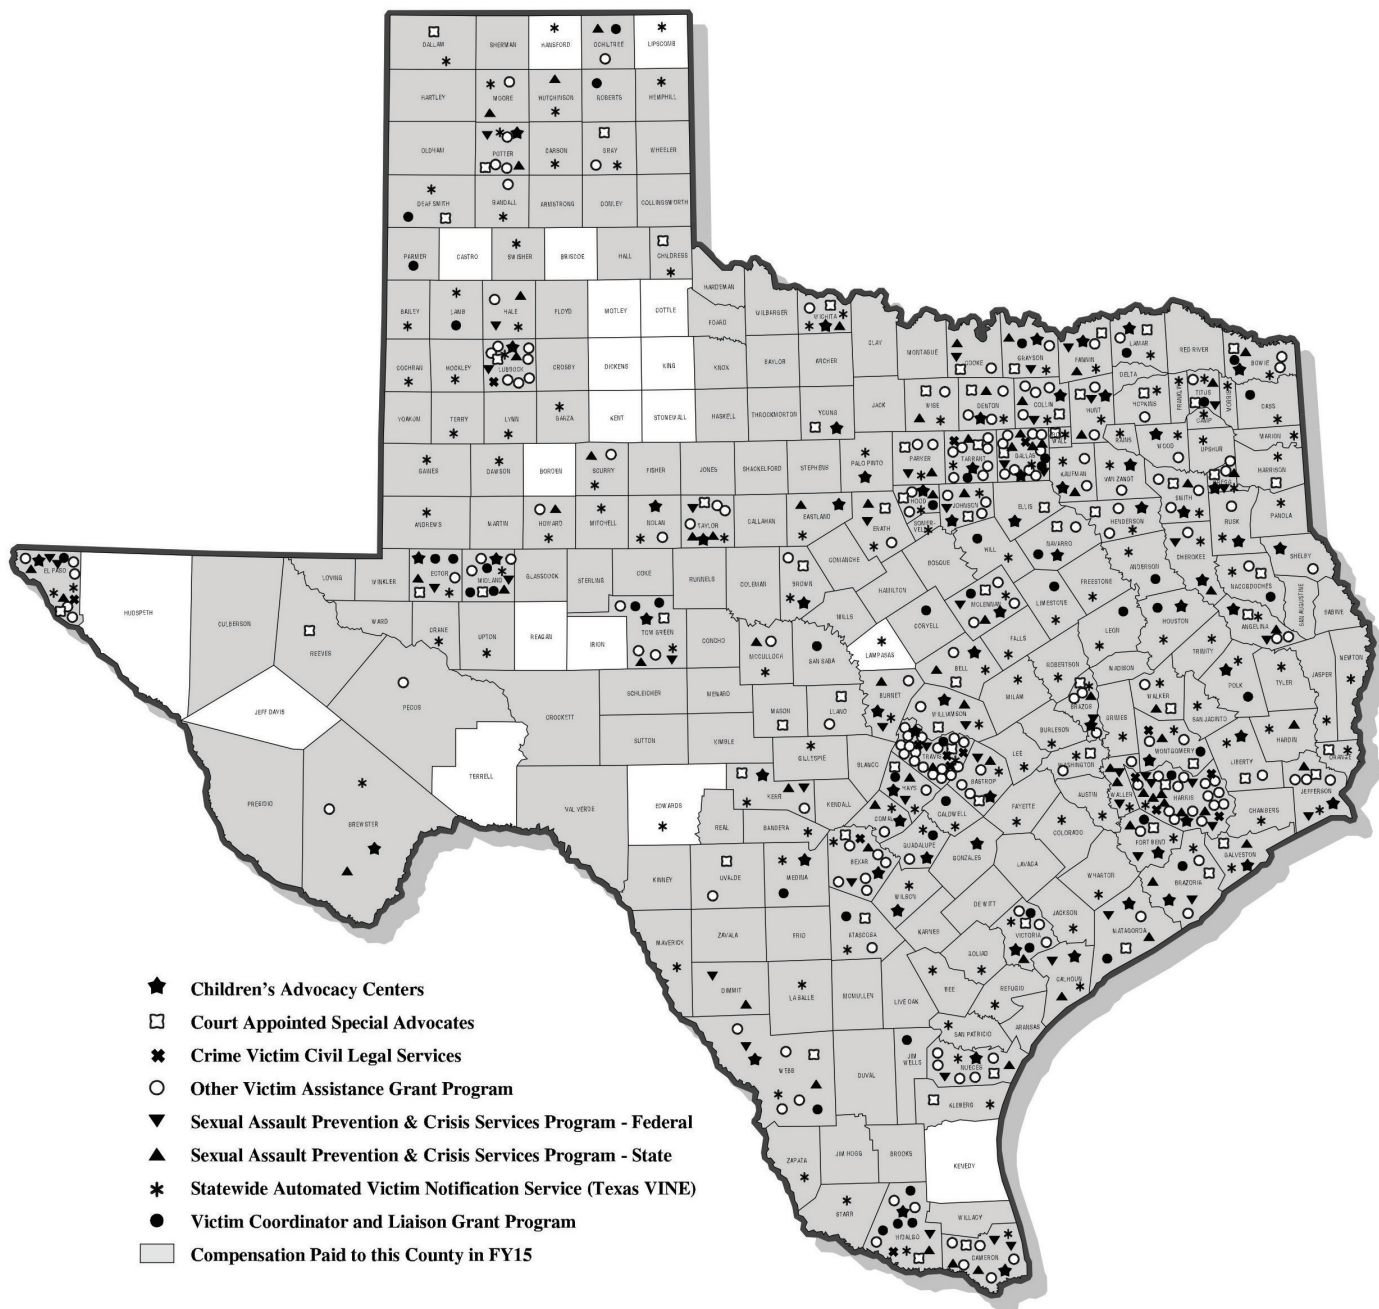 DALLAM SHERMAN HANSFORD OCHILTREE LIPSCOMB
HARTLEY MOORE HUTCHINSON ROBERTS HEMPHILL
OLDHAM POTTER CARSON GRAY WHEELER
DEAF SMITH RANDALL ARMSTRONG DONLEY COLLINGSWORTH
PARMER CASTRO SWISHER BRISCOE HALL CHILDRESS
HARDEMAN
BAILEY LAMB HALE FLOYD MOTLEY COTTLE FOARD WILBARGER WICHITA CLAY MONTAGUE COOKE GRAYSON FANNIN LAMAR RED RIVER BOWIE
DELTA
COCHRAN HOCKLEY LUBBOCK CROSBY DICKENS KING KNOX BAYLOR ARCHER
JACK WISE DENTON COLLIN HUNT HOPKINS FRANKLIN TITUS MORRIS CASS
CAMP
YOAKUM TERRY LYNN GARZA KENT STONEWALL HASKELL THROCKMORTON YOUNG
PARKER TARRANT DALLAS RAINS WOOD UPSHUR MARION
GAINES DAWSON BORDEN SCURRY FISHER JONES SHACKELFORD STEPHENS PALO PINTO KAUFMAN VAN ZANDT HARRISON
HOOD JOHNSON ELLIS SMITH RUSK PANOLA
ANDREWS MARTIN HOWARD MITCHELL NOLAN TAYLOR CALLAHAN EASTLAND ERATH HENDERSON
HILL NAVARRO CHEROKEE SHELBY
EL PASO HUDSPETH CULBERSON LOVING WINKLER ECTOR MIDLAND GLASSCOCK STERLING COKE RUNNELS COLEMAN BROWN COMANCHE BOSQUE FREESTONE ANDERSON NACOGDOCHES
HAMILTON MCLENNAN LIMESTONE SAN AUGUSTINE SABINE
REEVES WARD CRANE UPTON REAGAN IRION TOM GREEN CONCHO MCCULLOCH MILLS SAN SABA LAMPASAS CORYELL FALLS LEON HOUSTON ANGELINA
BELL ROBERTSON MADISON TRINITY POLK TYLER JASPER NEWTON
JEFF DAVIS PECOS CROCKETT SCHLEICHER MENARD MASON LLANO BURNET MILAM BRAZOS WALKER
WILLIAMSON GRIMES SAN JACINTO HARDIN
SUTTON KIMBLE GILLESPIE BLANCO TRAVIS LEE BURLESON WASHINGTON MONTGOMERY LIBERTY ORANGE
PRESIDIO BREWSTER TERRELL VAL VERDE EDWARDS KERR KENDALL HAYS BASTROP AUSTIN WALLER HARRIS CHAMBERS JEFFERSON
REAL BANDERA COMAL CALDWELL FAYETTE COLORADO FORT BEND
KINNEY UVALDE MEDINA BEXAR GUADALUPE GONZALES LAVACA WHARTON BRAZORIA GALVESTON
MAVERICK ZAVALA FRIO ATASCOSA WILSON KARNES DE WITT VICTORIA JACKSON MATAGORDA
GOLIAD CALHOUN
DIMMIT LA SALLE MCMULLEN LIVE OAK BEE REFUGIO
SAN PATRICIO ARANSAS
WEBB DUVAL JIM WELLS NUECES
KLEBERG
ZAPATA JIM HOGG BROOKS KENEDY
STARR HIDALGO WILLACY
CAMERON
Children's Advocacy Centers
Court Appointed Special Advocates
Crime Victim Civil Legal Services
Other Victim Assistance Grant Program
Sexual Assault Prevention & Crisis Services Program - Federal
Sexual Assault Prevention & Crisis Services Program - State
Statewide Automated Victim Notification Service (Texas VINE)
Victim Coordinator and Liaison Grant Program
Compensation Paid to this County in FY15